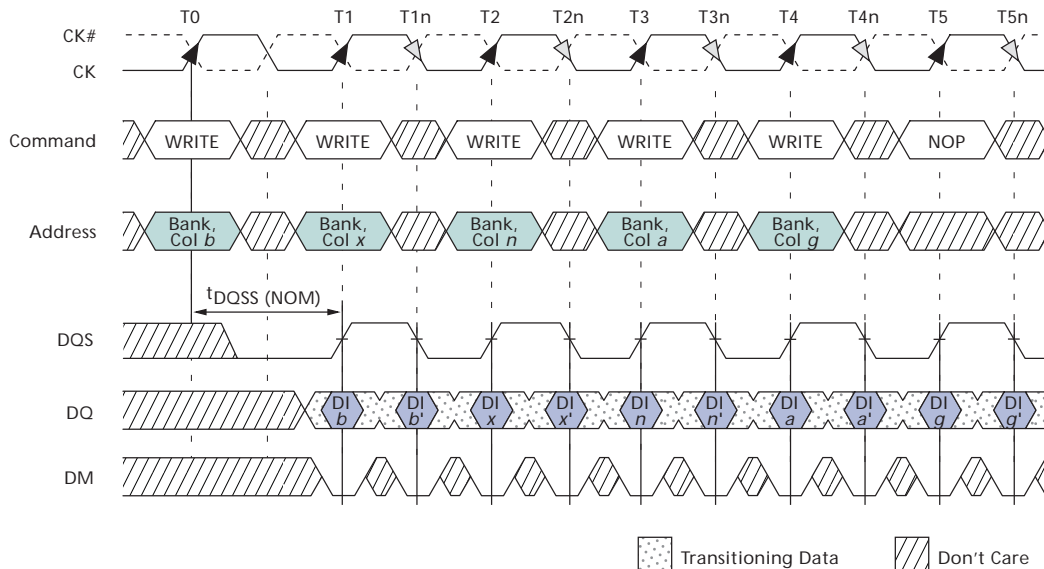 T0 T1 T1n T2 T2n T3 T3n T4 T4n T5 T5n
CK#
CK
Command WRITE WRITE WRITE WRITE WRITE NOP
Address
Bank, Col b
Bank, Col x
Bank, Col n
Bank, Col a
Bank, Col g
tDQSS (NOM)
DQS
DQ
DI b
DI b'
DI x
DI x'
DI n
DI n'
DI a
DI a'
DI g
DI g'
DM
Transitioning Data
Don't Care